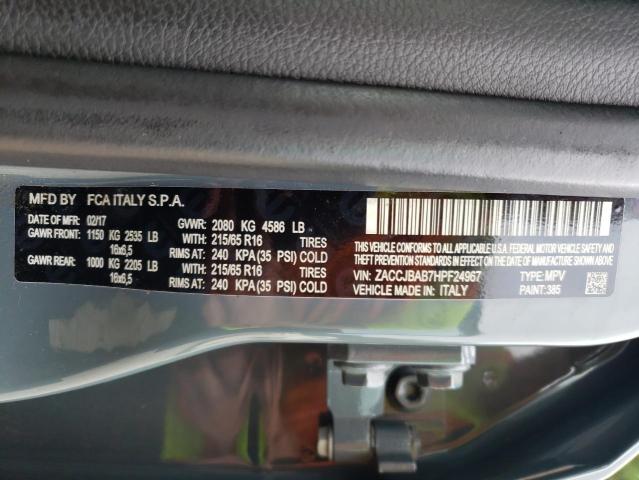 MFD BY FCA ITALY S.P.A.
DATE OF MFR: 02/17 GVWR: 2080 KG 4586 LB
GAWR FRONT: 1150 KG 2535 LB WITH: 215/65 R16 TIRES
16x6,5 RIMS AT: 240 KPA(35 PSI) COLD
GAWR REAR: 1000 KG 2205 LB WITH: 215/65 R16 TIRES
16x6,5 RIMS AT: 240 KPA(35 PSI) COLD
THIS VEHICLE CONFORMS TO ALL APPLICABLE U.S.A. FEDERAL SAFETY AND
THEFT PREVENTION STANDARDS IN EFFECT ON THE DATE OF MANUFACTURE SHOWN ABOVE
VIN: ZACCJBAB7HPF24967 TYPE: MPV
VEHICLE MADE IN: ITALY PAINT: 385